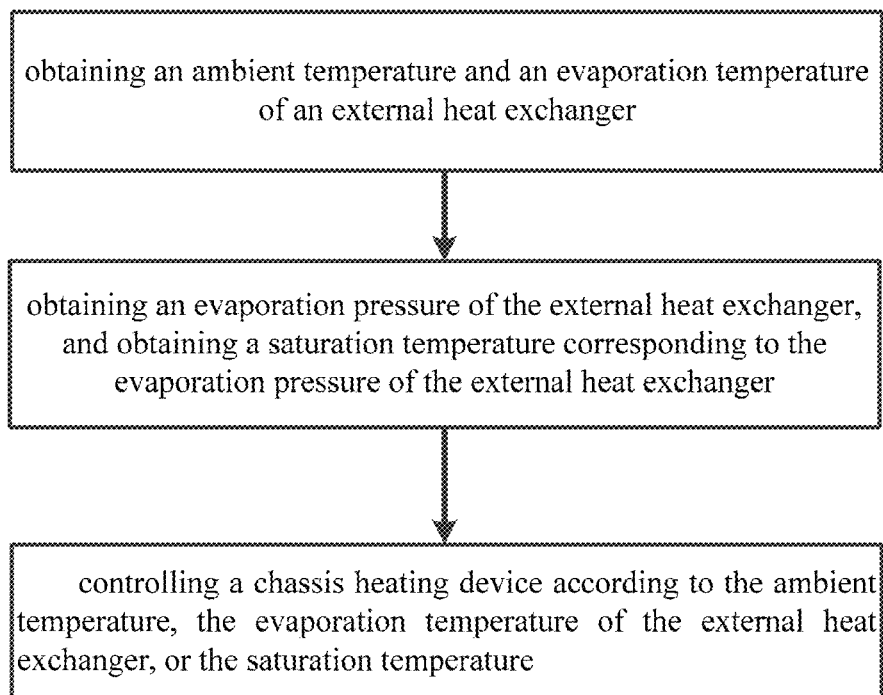 obtaining an ambient temperature and an evaporation temperature
of an external heat exchanger
obtaining an evaporation pressure of the external heat exchanger,
and obtaining a saturation temperature corresponding to the
evaporation pressure of the external heat exchanger
controlling a chassis heating device according to the ambient
temperature, the evaporation temperature of the external heat
exchanger, or the saturation temperature